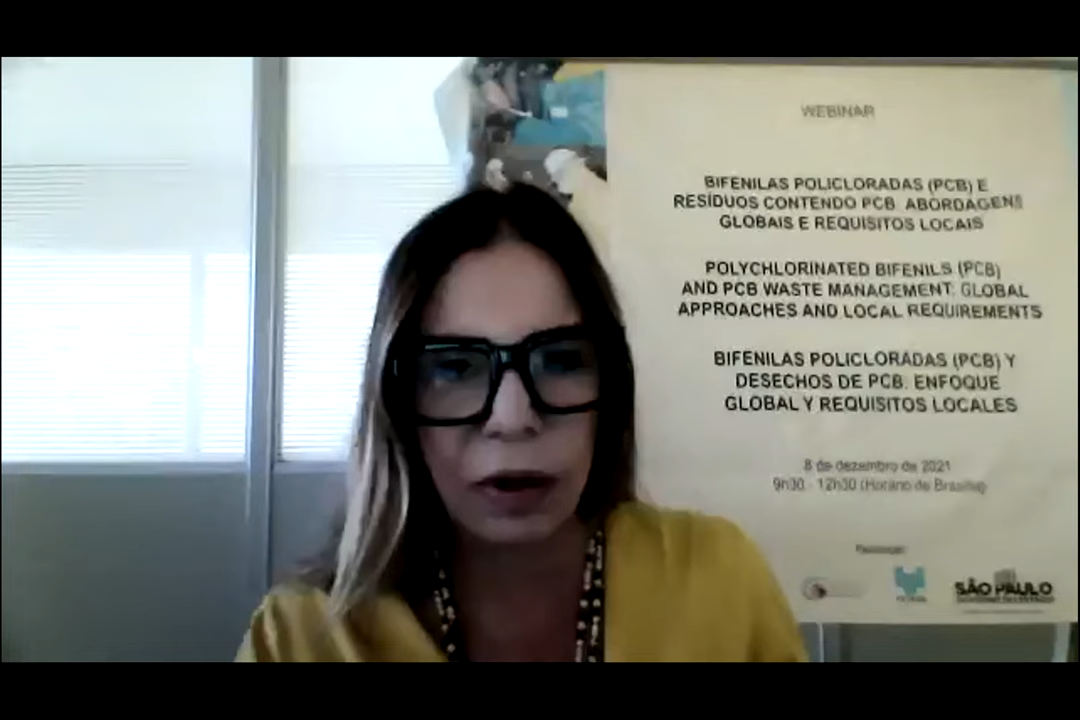 WEBINAR
BIFENILAS POLICLORADAS (PCB) E
RESÍDUOS CONTENDO PCB. ABORDAGENS
GLOBAIS E REQUISITOS LOCAIS
POLYCHLORINATED BIFENILS (PCB)
AND PCB WASTE MANAGEMENT: GLOBAL
APPROACHES AND LOCAL REQUIREMENTS
BIFENILAS POLICLORADAS (PCB) Y
DESECHOS DE PCB. ENFOQUE
GLOBAL Y REQUISITOS LOCALES
8 de dezembro de 2021
9h30 - 12h30 (Horário de Brasília)
SÃO PAULO